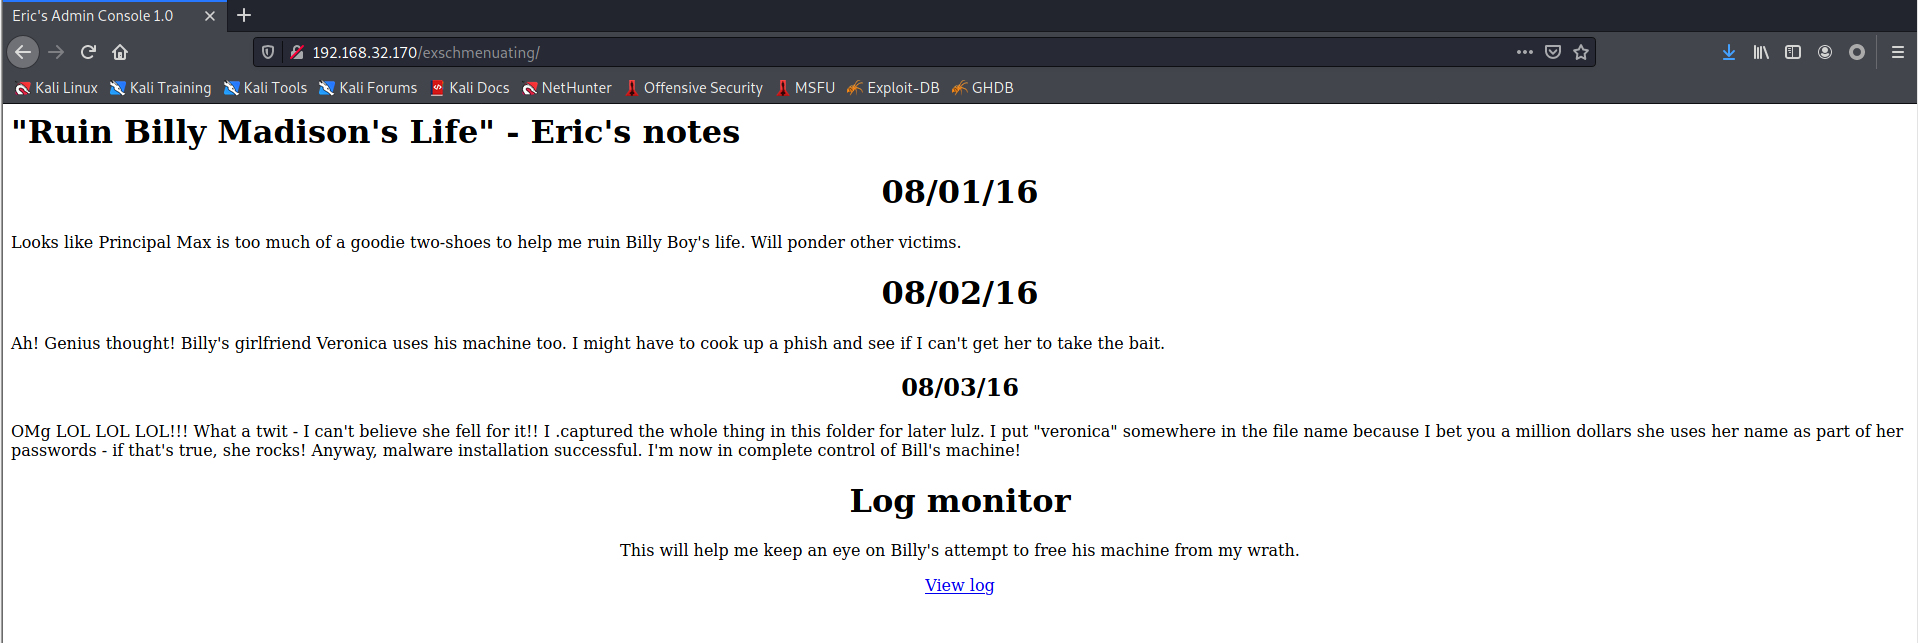 Eric's Admin Console 1.0
192.168.32.170/exschmenuating/
Kali Linux Kali Training Kali Tools Kali Forums Kali Docs NetHunter Offensive Security MSFU Exploit-DB GHDB
"Ruin Billy Madison's Life" - Eric's notes
08/01/16
Looks like Principal Max is too much of a goodie two-shoes to help me ruin Billy Boy's life. Will ponder other victims.
08/02/16
Ah! Genius thought! Billy's girlfriend Veronica uses his machine too. I might have to cook up a phish and see if I can't get her to take the bait.
08/03/16
OMg LOL LOL LOL!!! What a twit - I can't believe she fell for it!! I .captured the whole thing in this folder for later lulz. I put "veronica" somewhere in the file name because I bet you a million dollars she uses her name as part of her
passwords - if that's true, she rocks! Anyway, malware installation successful. I'm now in complete control of Bill's machine!
Log monitor
This will help me keep an eye on Billy's attempt to free his machine from my wrath.
View log